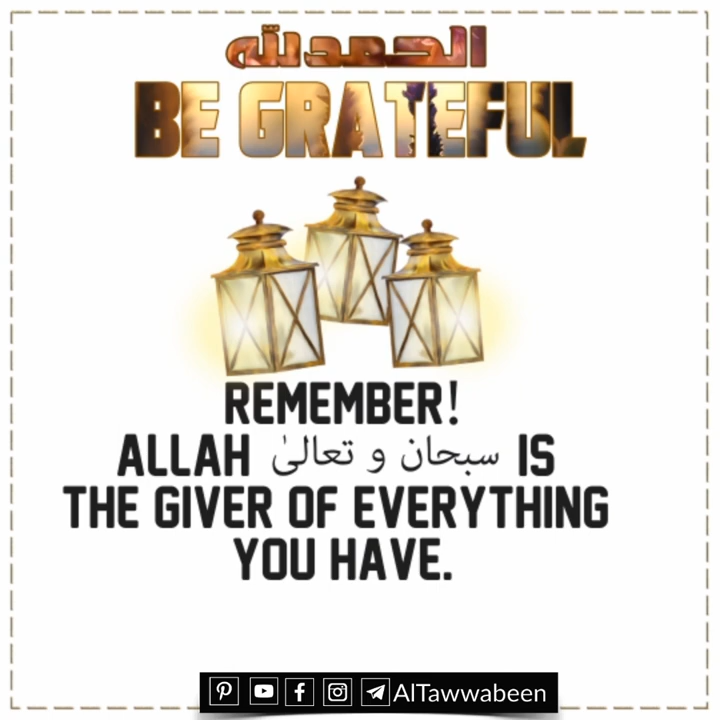 الحمدلله
BE GRATEFUL
REMEMBER!
ALLAH سبحان و تعالىٰ IS
THE GIVER OF EVERYTHING
YOU HAVE.
AlTawwabeen